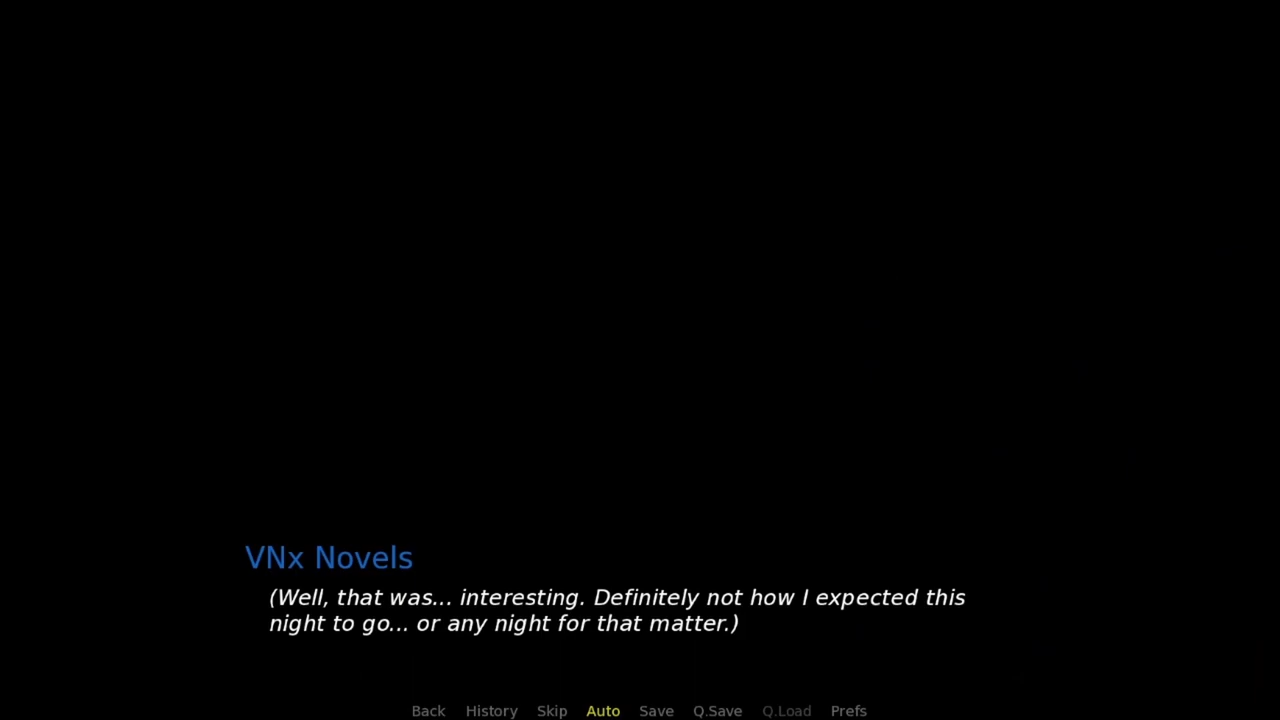 VNx Novels
(Well, that was... interesting. Definitely not how I expected this
night to go... or any night for that matter.)
Back History Skip Auto Save Q.Save Q.Load Prefs